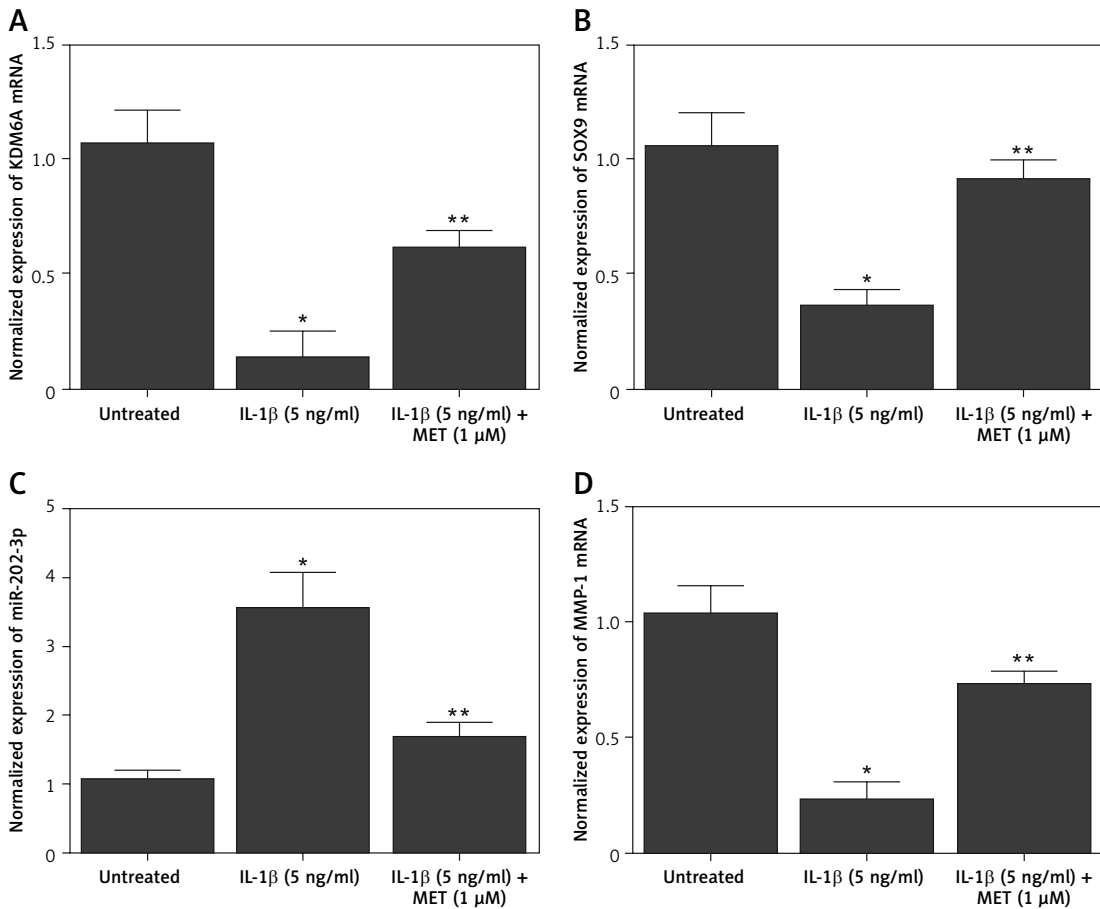 A
Normalized expression of KDM6A mRNA
1.5
1.0
0.5
0
*
**
Untreated
IL-1β (5 ng/ml)
IL-1β (5 ng/ml) +
MET (1 μM)
B
Normalized expression of SOX9 mRNA
1.5
1.0
0.5
0
*
**
Untreated
IL-1β (5 ng/ml)
IL-1β (5 ng/ml) +
MET (1 μM)
C
Normalized expression of miR-202-3p
5
4
3
2
1
0
*
**
Untreated
IL-1β (5 ng/ml)
IL-1β (5 ng/ml) +
MET (1 μM)
D
Normalized expression of MMP-1 mRNA
1.5
1.0
0.5
0
*
**
Untreated
IL-1β (5 ng/ml)
IL-1β (5 ng/ml) +
MET (1 μM)